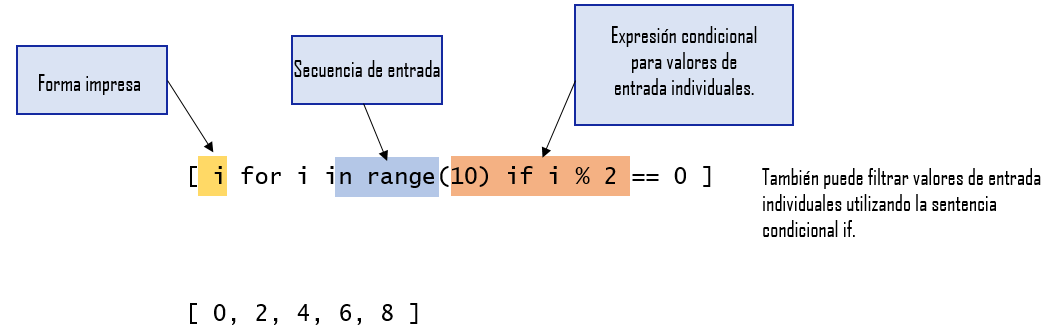 Forma impresa
Secuencia de entrada
Expresión condicional
para valores de
entrada individuales.
[ i for i in range(10) if i % 2 == 0 ]
También puede filtrar valores de entrada
individuales utilizando la sentencia
condicional if.
[ 0, 2, 4, 6, 8 ]